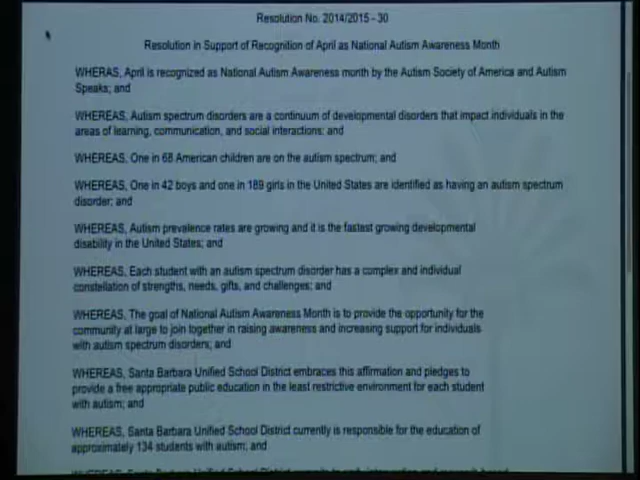 Resolution No. 2014/2015 - 30
Resolution in Support of Recognition of April as National Autism Awareness Month
WHERAS, April is recognized as National Autism Awareness month by the Autism Society of America and Autism
Speaks; and
WHEREAS, Autism spectrum disorders are a continuum of developmental disorders that impact individuals in the
areas of learning, communication, and social interactions; and
WHEREAS, One in 68 American children are on the autism spectrum; and
WHEREAS, One in 42 boys and one in 189 girls in the United States are identified as having an autism spectrum
disorder; and
WHEREAS, Autism prevalence rates are growing and it is the fastest growing developmental
disability in the United States; and
WHEREAS, Each student with an autism spectrum disorder has a complex and individual
constellation of strengths, needs, gifts, and challenges; and
WHEREAS, The goal of National Autism Awareness Month is to provide the opportunity for the
community at large to join together in raising awareness and increasing support for individuals
with autism spectrum disorders; and
WHEREAS, Santa Barbara Unified School District embraces this affirmation and pledges to
provide a free appropriate public education in the least restrictive environment for each student
with autism; and
WHEREAS, Santa Barbara Unified School District currently is responsible for the education of
approximately 134 students with autism; and
WHEREAS, Santa Barbara Unified School District